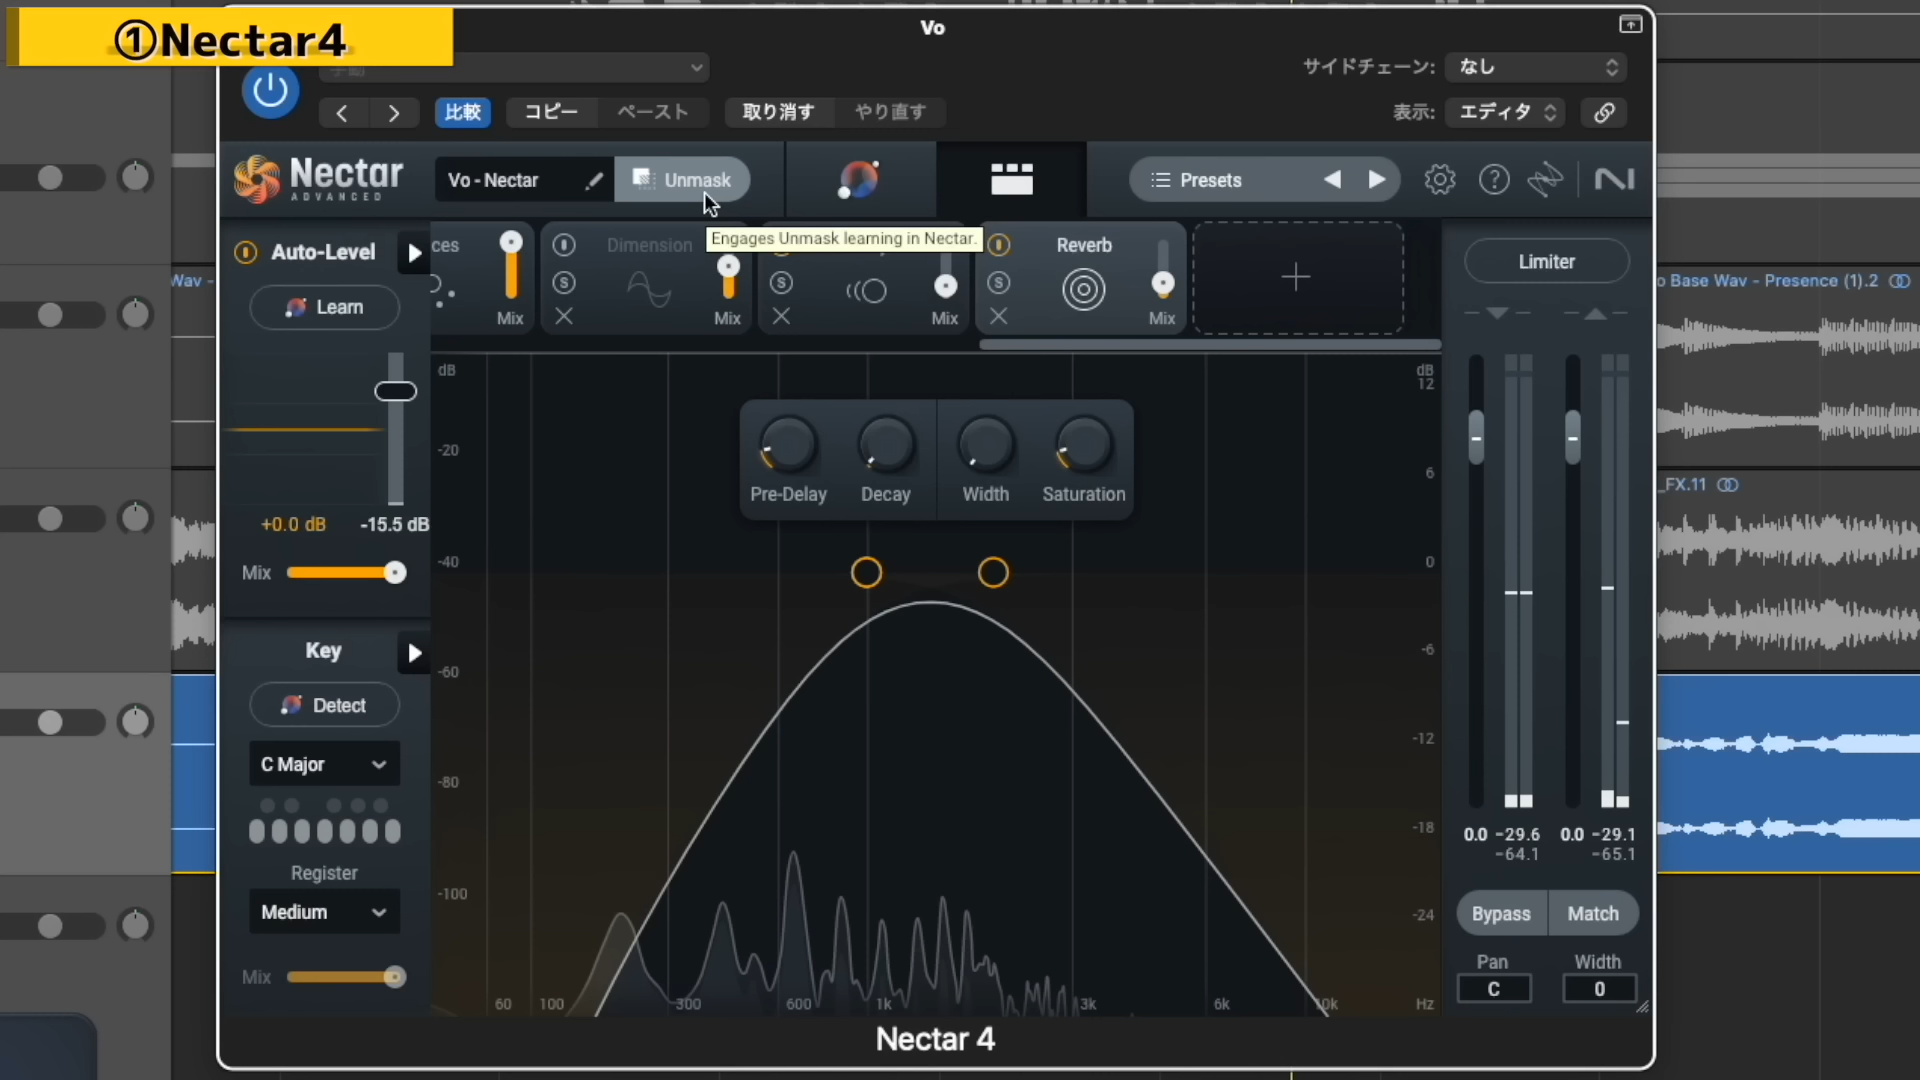 ①Nectar4
Vo
手動
サイドチェーン: なし
比較 コピー ペースト 取り消す やり直す
表示: エディタ
Nectar
ADVANCED
Vo - Nectar
Unmask
Presets
Engages Unmask learning in Nectar.
Auto-Level
Learn
+0.0 dB -15.5 dB
Mix
ces
Mix
Dimension
S
Mix
S
Mix
Reverb
S
Mix
Limiter
Wav -
o Base Wav - Presence (1).2
_FX.11
dB
-20
-40
-60
-80
-100
Pre-Delay Decay Width Saturation
dB
12
6
0
-6
-12
-18
-24
60 100 300 600 1k 3k 6k 10k Hz
Key
Detect
C Major
Register
Medium
Mix
0.0 -29.6 0.0 -29.1
-64.1 -65.1
Bypass Match
Pan Width
C 0
Nectar 4